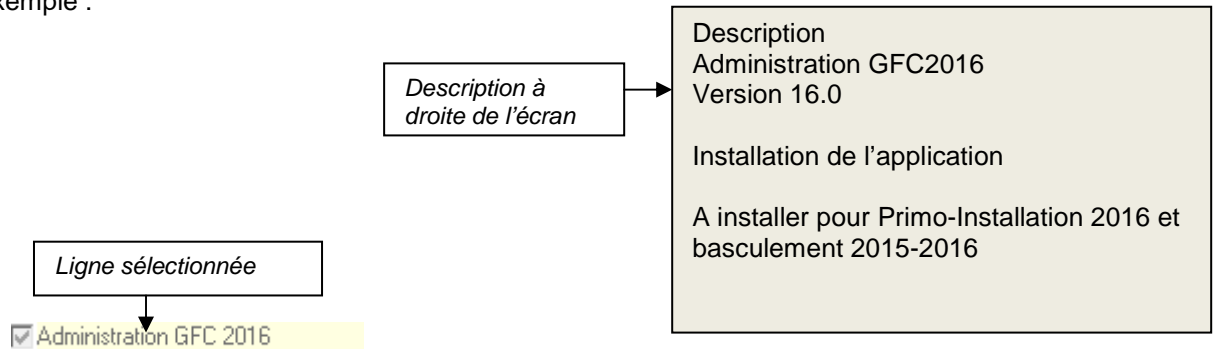 xemple :
Description
Administration GFC2016
Version 16.0
Description à
droite de l’écran
Installation de l’application
A installer pour Primo-Installation 2016 et
basculement 2015-2016
Ligne sélectionnée
Administration GFC 2016